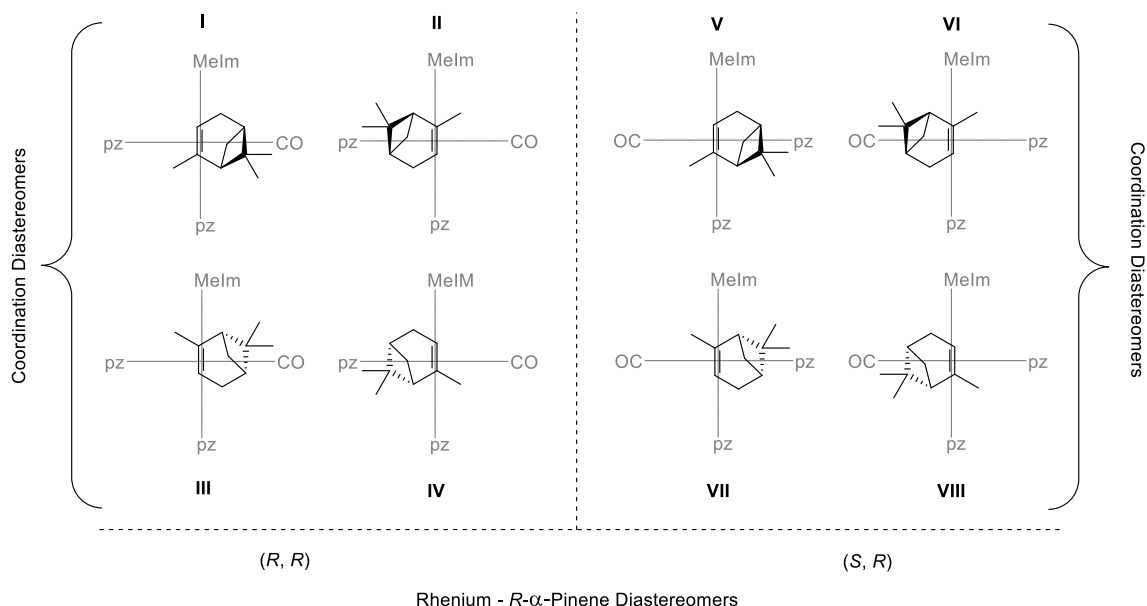 I II V VI
MeIm MeIm MeIm MeIm
pz CO pz CO OC pz OC pz
pz pz pz pz
Coordination Diastereomers
Coordination Diastereomers
MeIm MeIM MeIm MeIm
pz CO pz CO OC pz OC pz
pz pz pz pz
III IV VII VIII
(R, R) (S, R)
Rhenium - R-α-Pinene Diastereomers